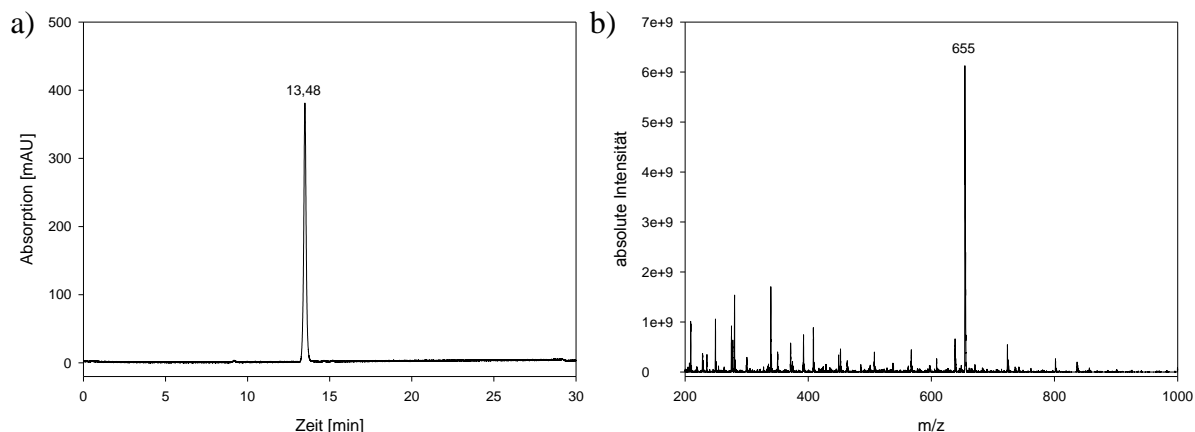 a)
500
400
300
200
100
0
13,48
0 5 10 15 20 25 30
Absorption [mAU]
Zeit [min]
b)
7e+9
6e+9
5e+9
4e+9
3e+9
2e+9
1e+9
0
655
200 400 600 800 1000
absolute Intensität
m/z